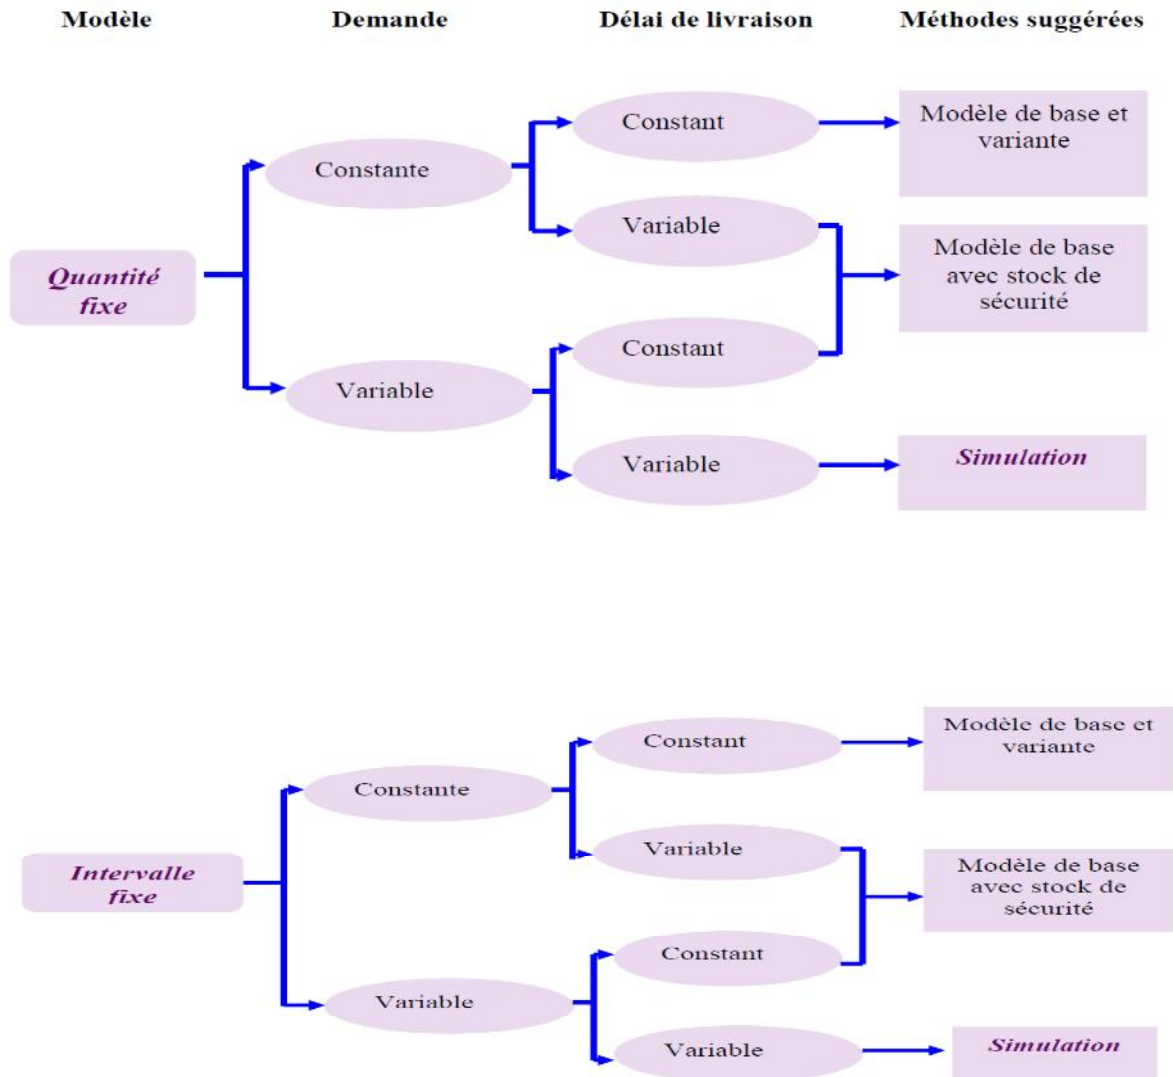 Modèle Demande Délai de livraison Méthodes suggérées
Constant
Modèle de base et
variante
Constante
Variable
Modèle de base
avec stock de
sécurité
Quantité
fixe
Constant
Variable
Variable
Simulation
Constant
Modèle de base et
variante
Constante
Variable
Modèle de base
avec stock de
sécurité
Intervalle
fixe
Constant
Variable
Variable
Simulation